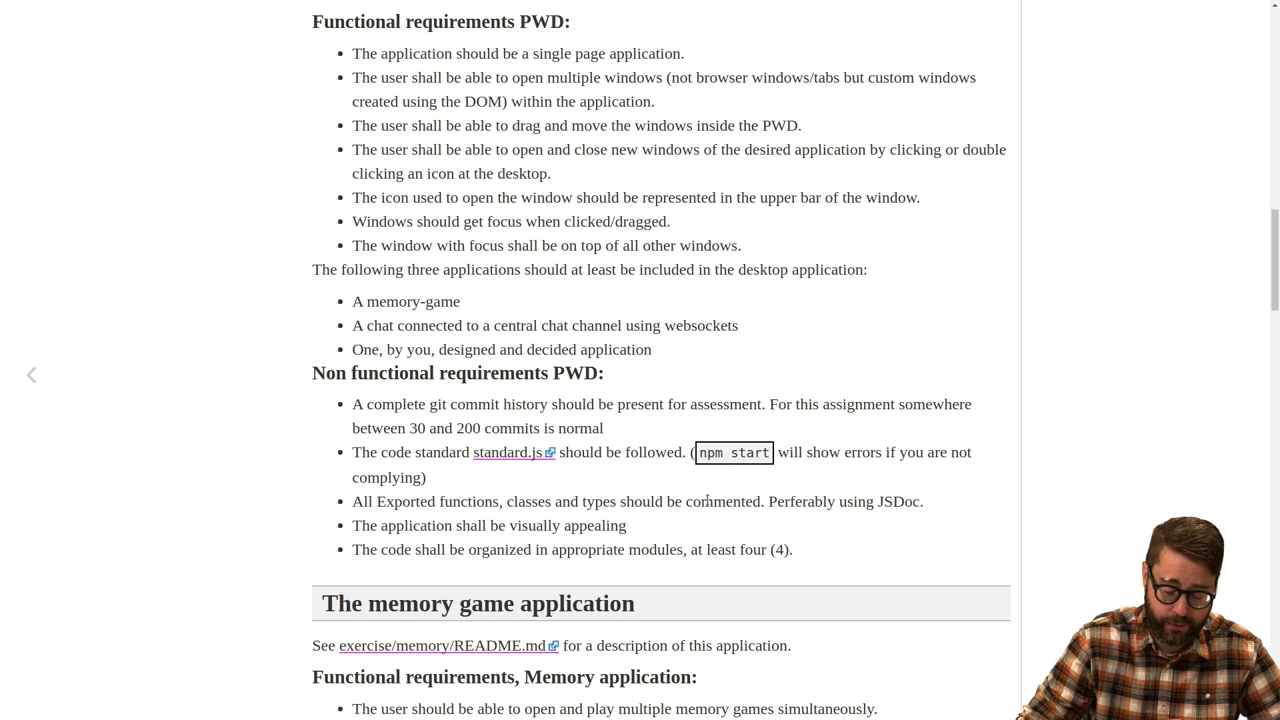 Functional requirements PWD:
The application should be a single page application.
The user shall be able to open multiple windows (not browser windows/tabs but custom windows
created using the DOM) within the application.
The user shall be able to drag and move the windows inside the PWD.
The user shall be able to open and close new windows of the desired application by clicking or double
clicking an icon at the desktop.
The icon used to open the window should be represented in the upper bar of the window.
Windows should get focus when clicked/dragged.
The window with focus shall be on top of all other windows.
The following three applications should at least be included in the desktop application:
A memory-game
A chat connected to a central chat channel using websockets
One, by you, designed and decided application
Non functional requirements PWD:
A complete git commit history should be present for assessment. For this assignment somewhere
between 30 and 200 commits is normal
The code standard standard.js should be followed. (npm start will show errors if you are not
complying)
All Exported functions, classes and types should be commented. Perferably using JSDoc.
The application shall be visually appealing
The code shall be organized in appropriate modules, at least four (4).
The memory game application
See exercise/memory/README.md for a description of this application.
Functional requirements, Memory application:
The user should be able to open and play multiple memory games simultaneously.